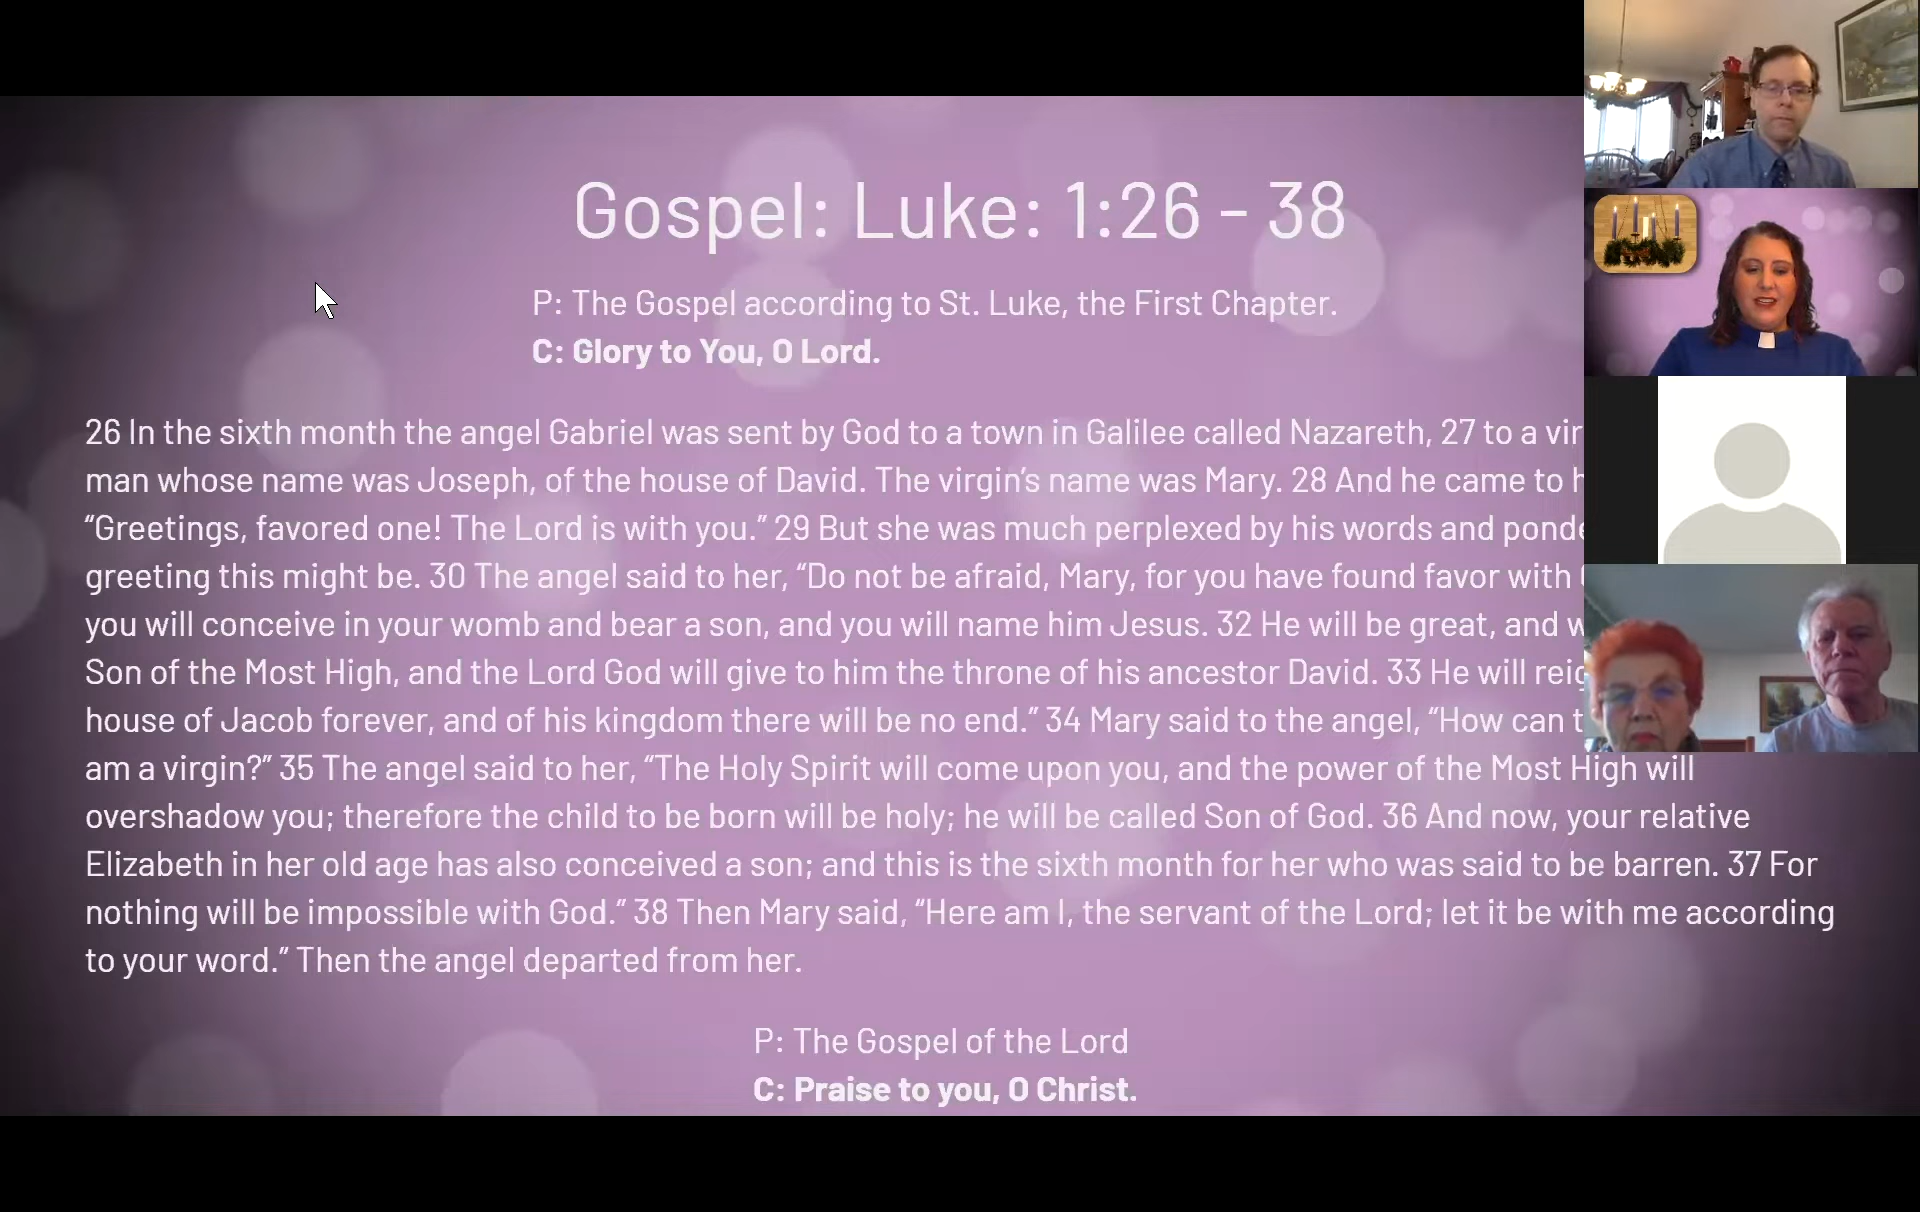 Gospel: Luke: 1:26 - 38
P: The Gospel according to St. Luke, the First Chapter.
C: Glory to You, O Lord.
26 In the sixth month the angel Gabriel was sent by God to a town in Galilee called Nazareth, 27 to a vir
man whose name was Joseph, of the house of David. The virgin’s name was Mary. 28 And he came to h
“Greetings, favored one! The Lord is with you.” 29 But she was much perplexed by his words and ponde
greeting this might be. 30 The angel said to her, “Do not be afraid, Mary, for you have found favor with
you will conceive in your womb and bear a son, and you will name him Jesus. 32 He will be great, and w
Son of the Most High, and the Lord God will give to him the throne of his ancestor David. 33 He will reig
house of Jacob forever, and of his kingdom there will be no end.” 34 Mary said to the angel, “How can t
am a virgin?” 35 The angel said to her, “The Holy Spirit will come upon you, and the power of the Most High will
overshadow you; therefore the child to be born will be holy; he will be called Son of God. 36 And now, your relative
Elizabeth in her old age has also conceived a son; and this is the sixth month for her who was said to be barren. 37 For
nothing will be impossible with God.” 38 Then Mary said, “Here am I, the servant of the Lord; let it be with me according
to your word.” Then the angel departed from her.
P: The Gospel of the Lord
C: Praise to you, O Christ.